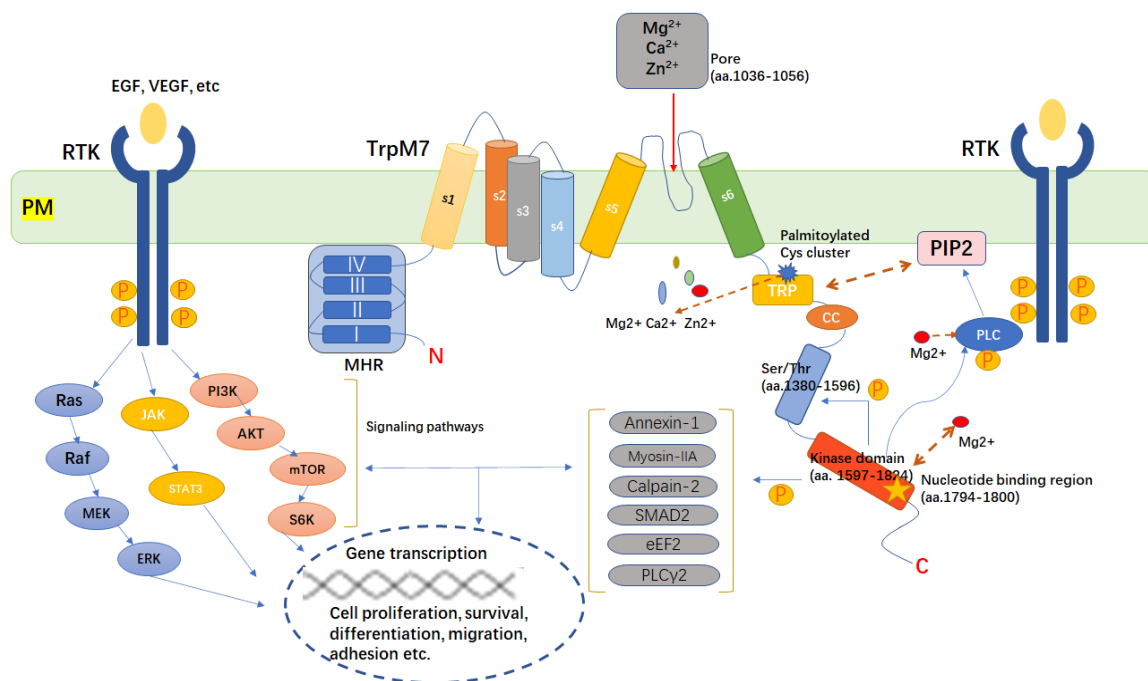 Mg2+
Ca2+
Zn2+
Pore
(aa.1036-1056)
EGF, VEGF, etc
RTK
TrpM7
RTK
PM
s1
s2
s3
s4
s5
s6
Palmitoylated
Cys cluster
PIP2
TRP
CC
Mg2+ Ca2+ Zn2+
IV
III
II
I
N
MHR
P
P
P
P
P
P
P
P
PLC
P
Mg2+
Ser/Thr
(aa.1380-1596)
P
Mg2+
Kinase domain
(aa. 1597-1824)
Nucleotide binding region
(aa.1794-1800)
P
C
Ras
Raf
MEK
ERK
JAK
STAT3
PI3K
AKT
mTOR
S6K
Signaling pathways
Annexin-1
Myosin-IIA
Calpain-2
SMAD2
eEF2
PLCγ2
Gene transcription
Cell proliferation, survival,
differentiation, migration,
adhesion etc.